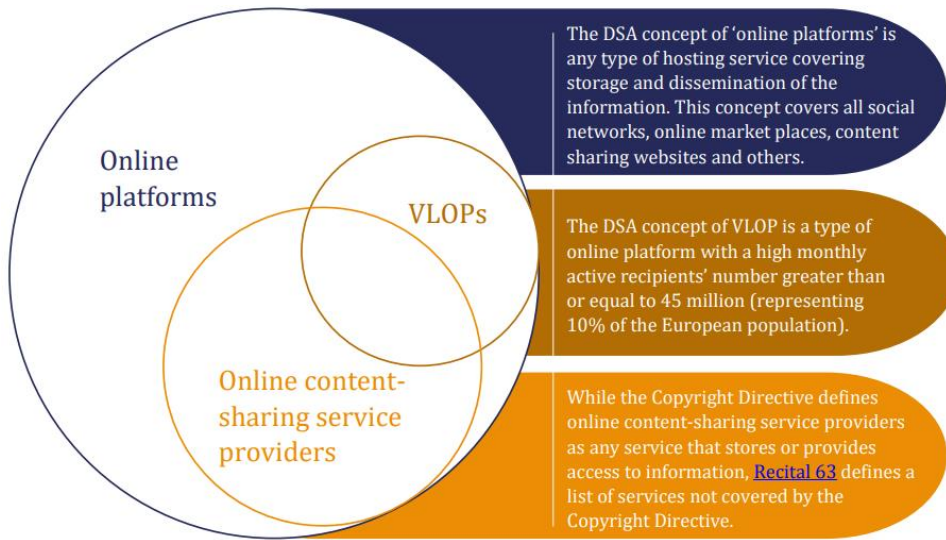 Online
platforms
VLOPs
Online content-
sharing service
providers
The DSA concept of ‘online platforms’ is
any type of hosting service covering
storage and dissemination of the
information. This concept covers all social
networks, online market places, content
sharing websites and others.
The DSA concept of VLOP is a type of
online platform with a high monthly
active recipients’ number greater than
or equal to 45 million (representing
10% of the European population).
While the Copyright Directive defines
online content-sharing service providers
as any service that stores or provides
access to information, Recital 63 defines a
list of services not covered by the
Copyright Directive.